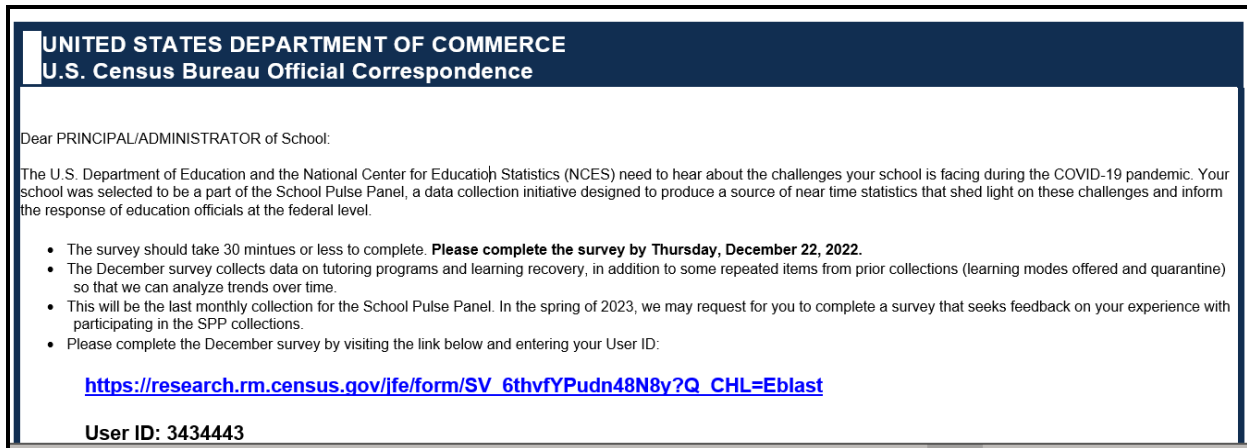 UNITED STATES DEPARTMENT OF COMMERCE
U.S. Census Bureau Official Correspondence
Dear PRINCIPAL/ADMINISTRATOR of School:
The U.S. Department of Education and the National Center for Education Statistics (NCES) need to hear about the challenges your school is facing during the COVID-19 pandemic. Your
school was selected to be a part of the School Pulse Panel, a data collection initiative designed to produce a source of near time statistics that shed light on these challenges and inform
the response of education officials at the federal level.
• The survey should take 30 mintues or less to complete. Please complete the survey by Thursday, December 22, 2022.
• The December survey collects data on tutoring programs and learning recovery, in addition to some repeated items from prior collections (learning modes offered and quarantine)
so that we can analyze trends over time.
• This will be the last monthly collection for the School Pulse Panel. In the spring of 2023, we may request for you to complete a survey that seeks feedback on your experience with
participating in the SPP collections.
• Please complete the December survey by visiting the link below and entering your User ID:
https://research.rm.census.gov/jfe/form/SV_6thvfYPudn48N8y?Q_CHL=Eblast
User ID: 3434443